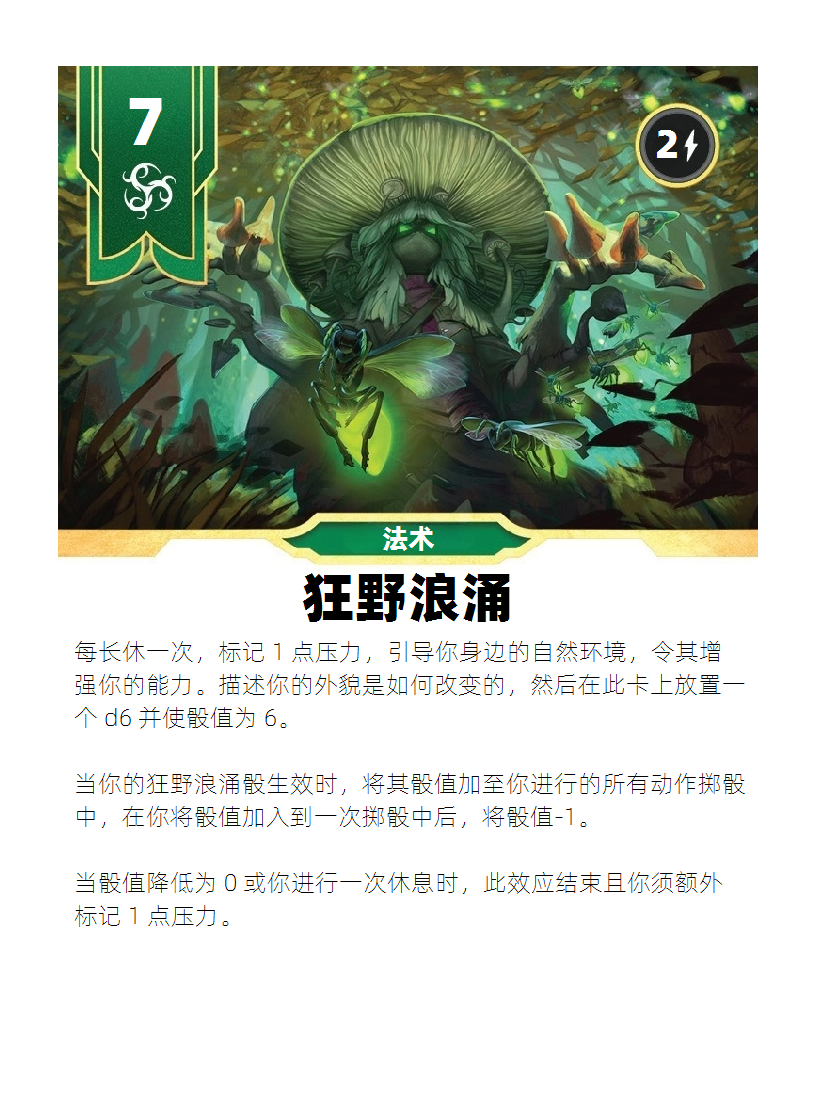 7
2
法术
狂野浪涌
每长休一次，标记 1 点压力，引导你身边的自然环境，令其增
强你的能力。描述你的外貌是如何改变的，然后在此卡上放置一
个 d6 并使骰值为 6。
当你的狂野浪涌骰生效时，将其骰值加至你进行的所有动作掷骰
中，在你将骰值加入到一次掷骰中后，将骰值-1。
当骰值降低为 0 或你进行一次休息时，此效应结束且你须额外
标记 1 点压力。